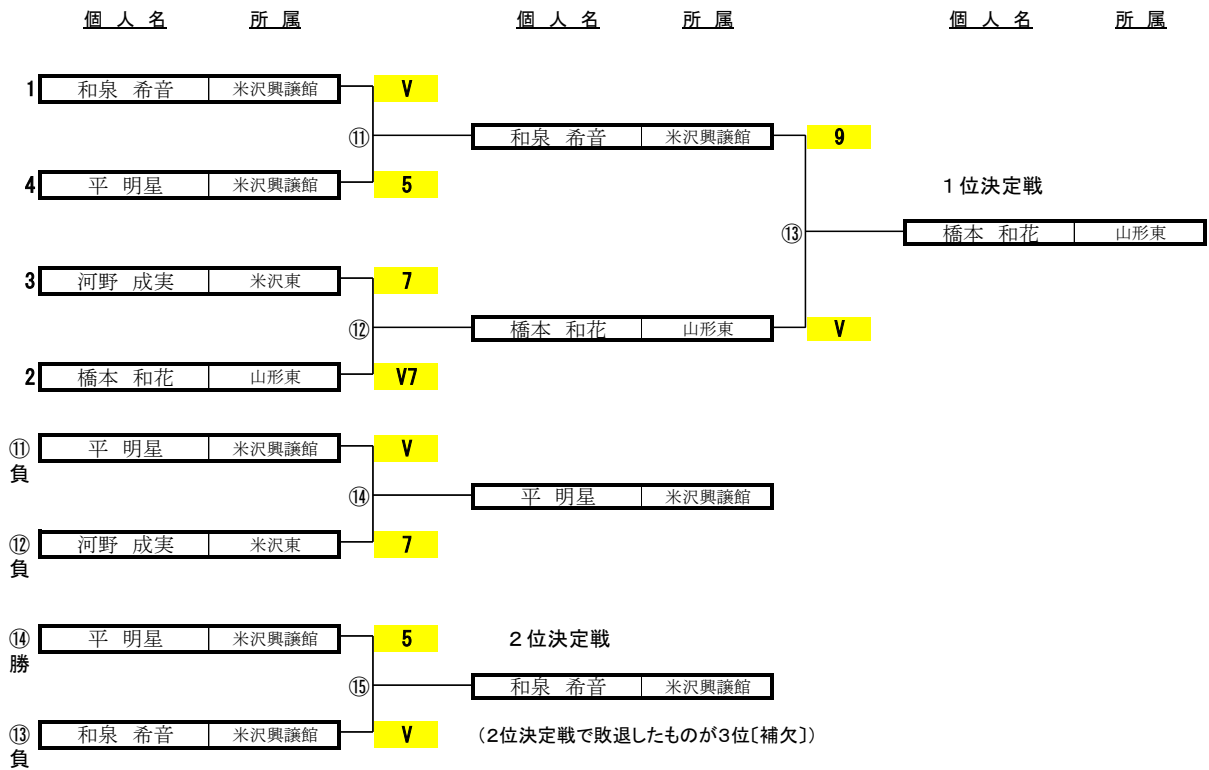 個人名 所属 個人名 所属 個人名 所属
1 和泉 希音 米沢興譲館 V
⑪ 和泉 希音 米沢興譲館 9
4 平 明星 米沢興譲館 5 1位決定戦
⑬ 橋本 和花 山形東
3 河野 成実 米沢東 7
⑫ 橋本 和花 山形東 V
2 橋本 和花 山形東 V7
⑪負 平 明星 米沢興譲館 V
⑭ 平 明星 米沢興譲館
⑫負 河野 成実 米沢東 7
⑭勝 平 明星 米沢興譲館 5 2位決定戦
⑮ 和泉 希音 米沢興譲館
⑬負 和泉 希音 米沢興譲館 V (2位決定戦で敗退したものが3位〔補欠〕)